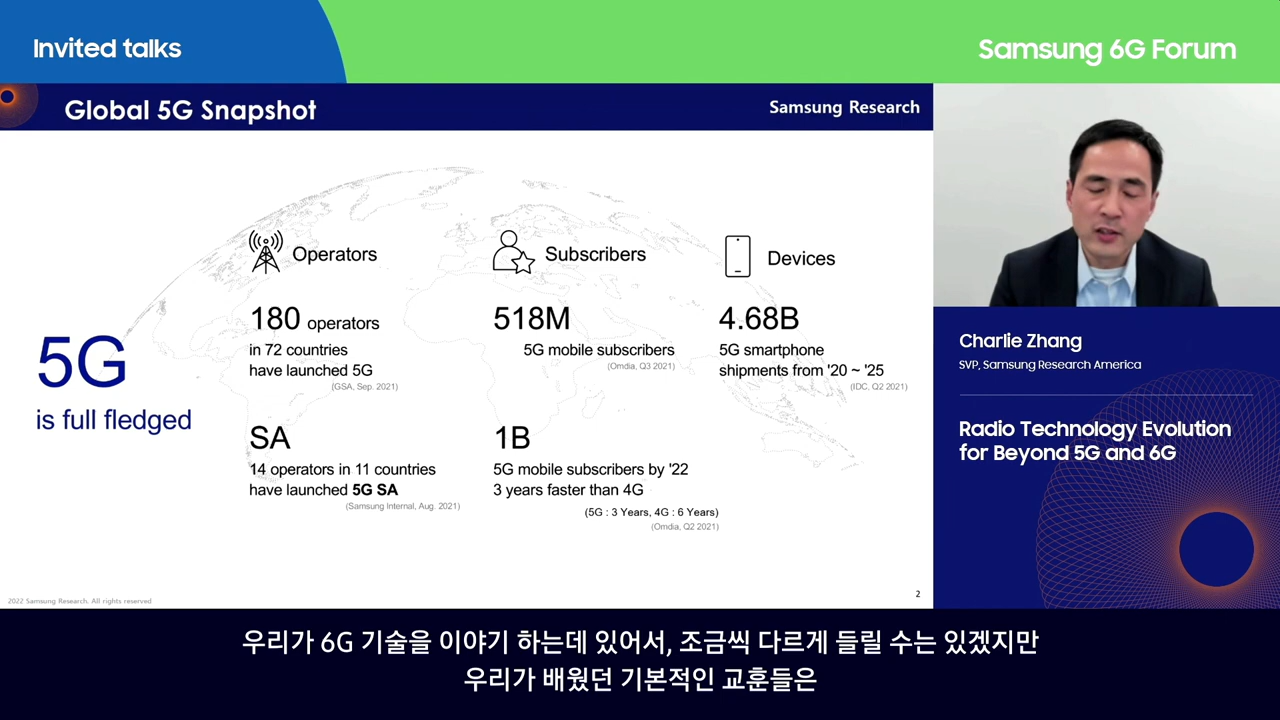 Invited talks
Samsung 6G Forum
Global 5G Snapshot
Samsung Research
5G
is full fledged
Operators
180 operators
in 72 countries
have launched 5G
(GSA, Sep. 2021)
SA
14 operators in 11 countries
have launched 5G SA
(Samsung Internal, Aug. 2021)
Subscribers
518M
5G mobile subscribers
(Omdia, Q3 2021)
1B
5G mobile subscribers by '22
3 years faster than 4G
(5G : 3 Years, 4G : 6 Years)
(Omdia, Q2 2021)
Devices
4.68B
5G smartphone
shipments from '20 ~ '25
(IDC, Q2 2021)
2022 Samsung Research. All rights reserved
2
Charlie Zhang
SVP, Samsung Research America
Radio Technology Evolution
for Beyond 5G and 6G
우리가 6G 기술을 이야기 하는데 있어서, 조금씩 다르게 들릴 수는 있겠지만
우리가 배웠던 기본적인 교훈들은